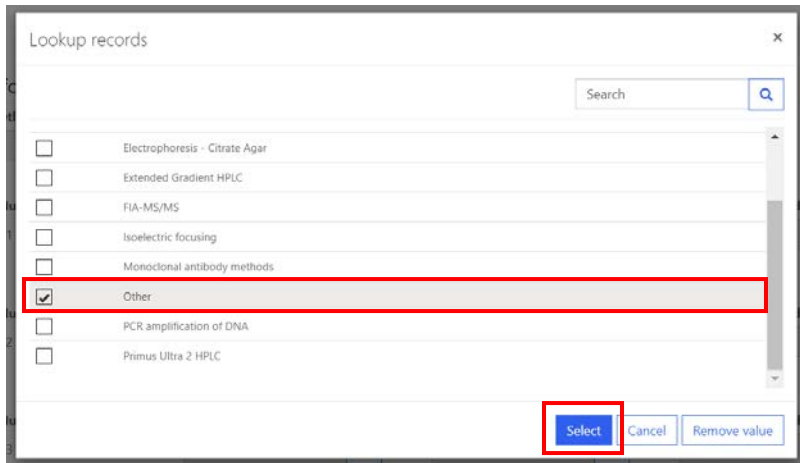 Lookup records
×
Search
Electrophoresis - Citrate Agar
Extended Gradient HPLC
FIA-MS/MS
Isoelectric focusing
Monoclonal antibody methods
Other
PCR amplification of DNA
Primus Ultra 2 HPLC
Select Cancel Remove value